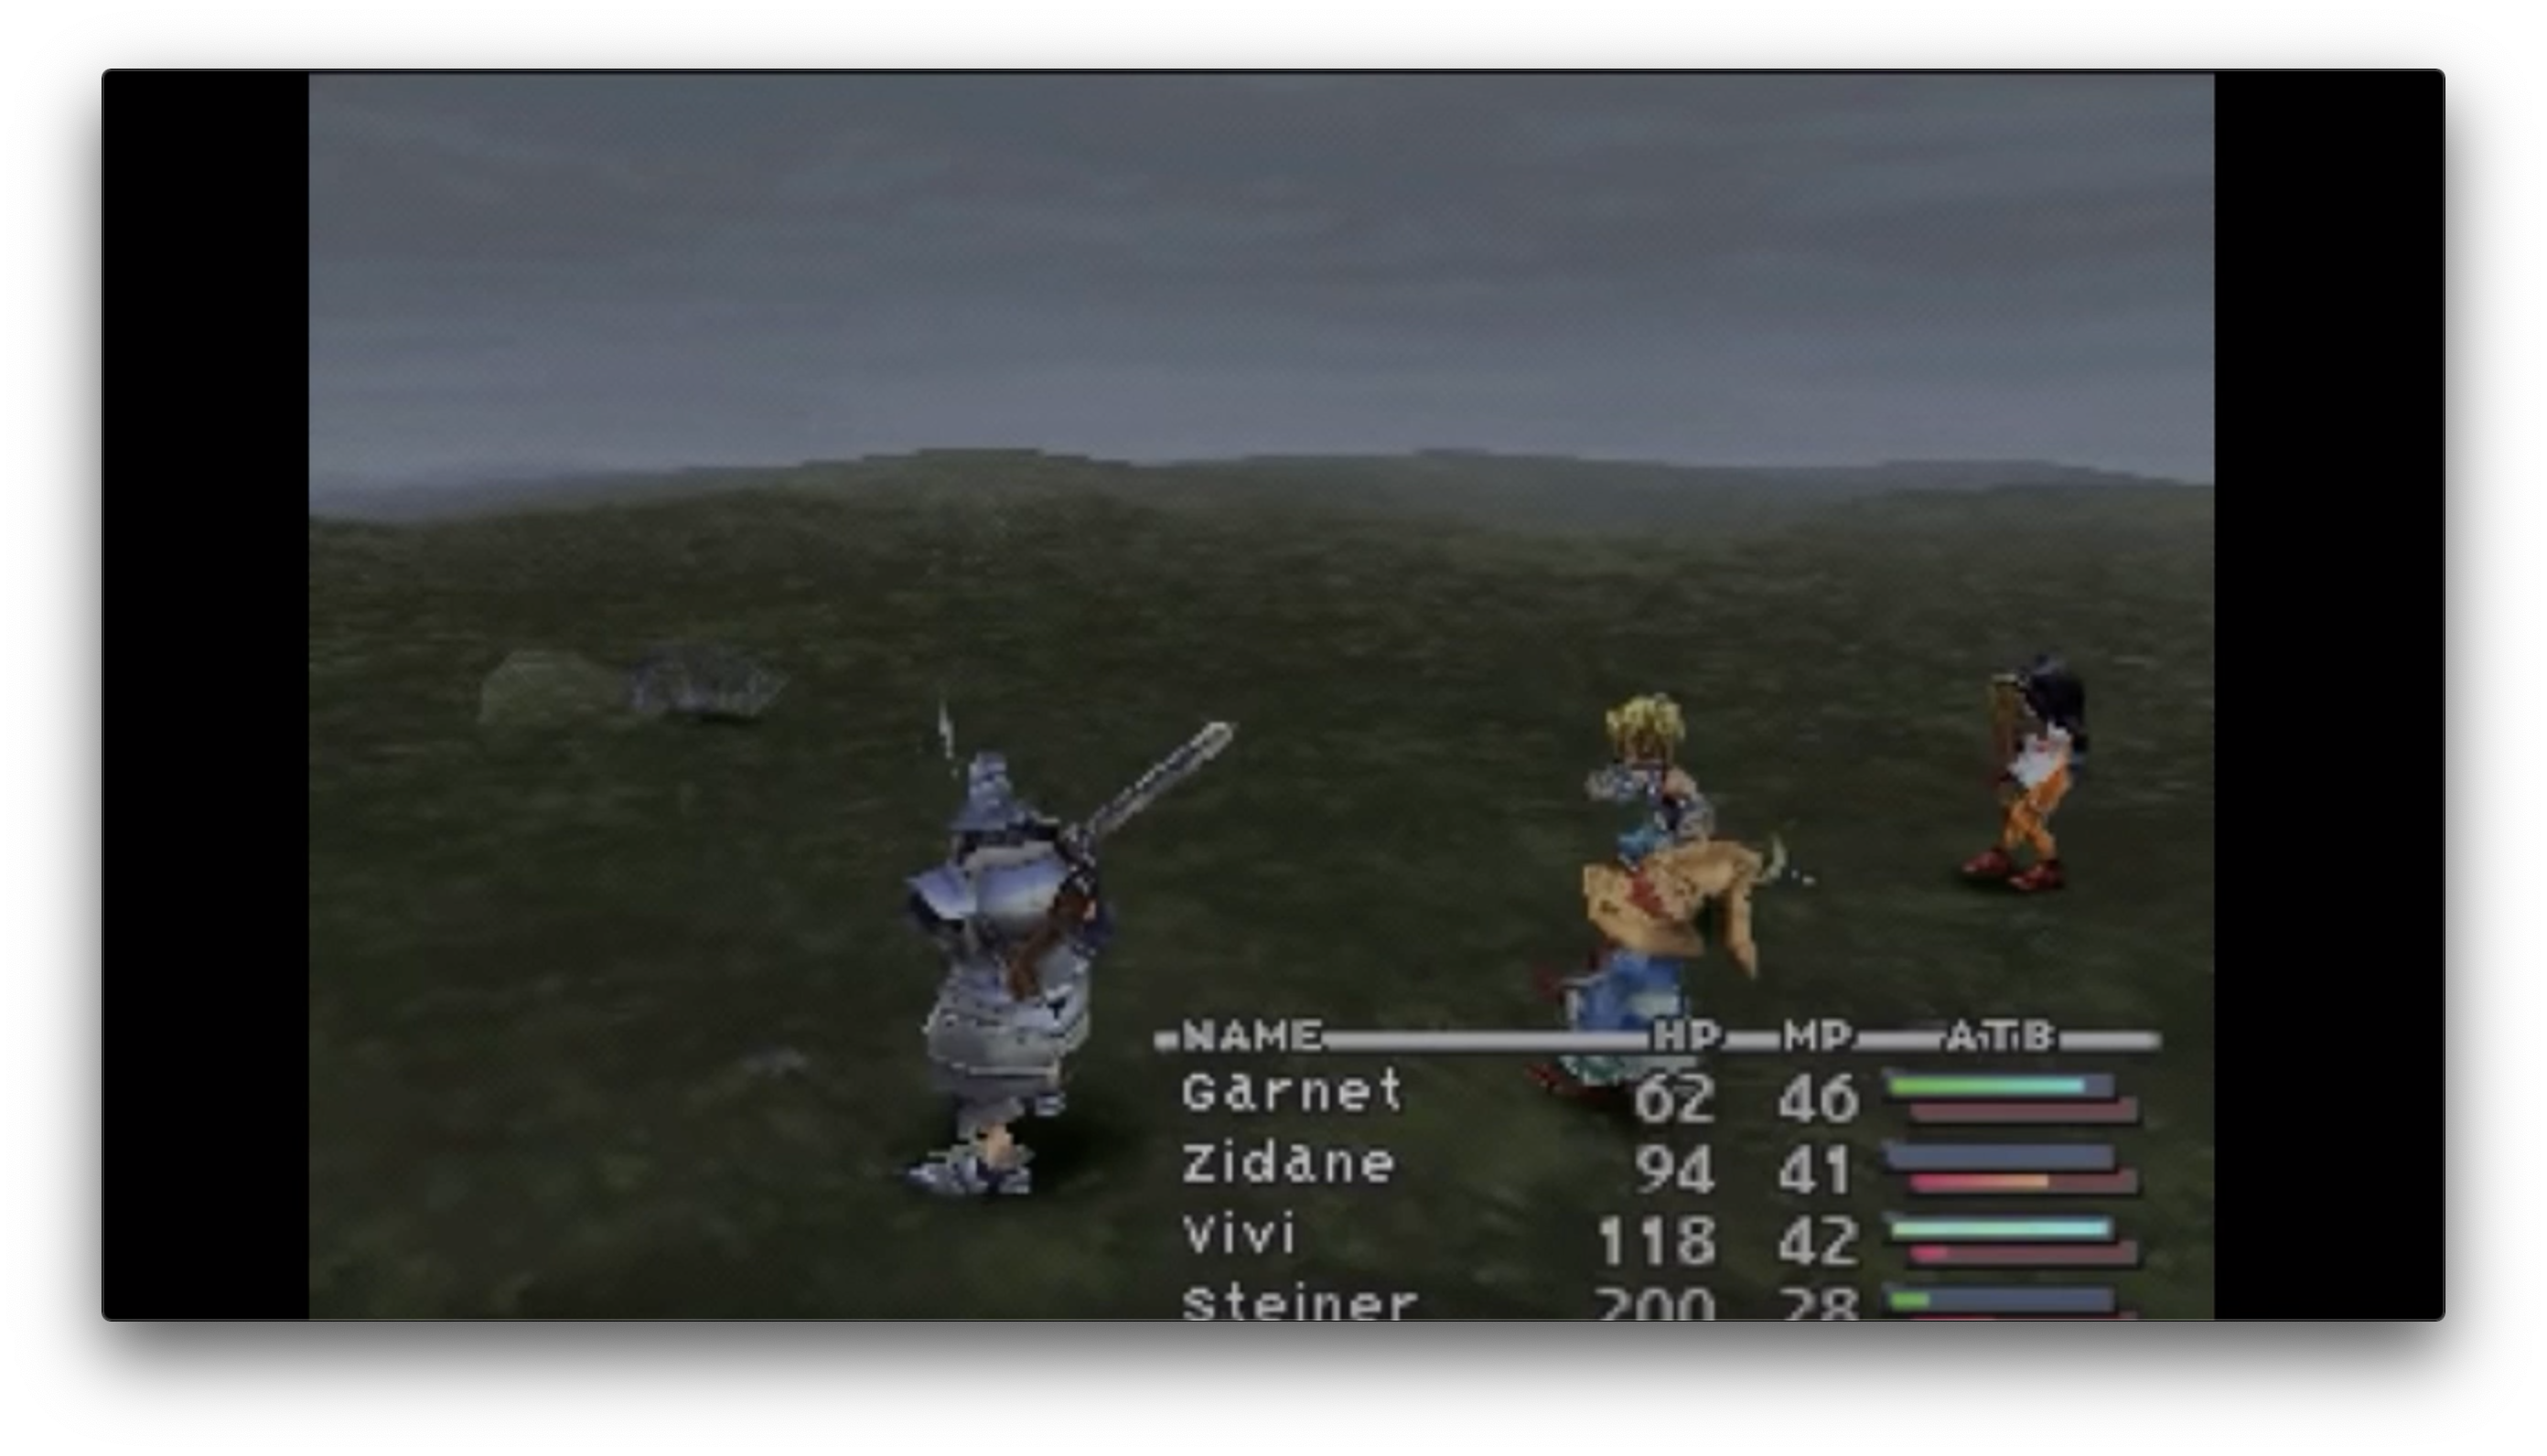 NAME HP MP ATB
Garnet 62 46
Zidane 94 41
Vivi 118 42
Steiner 200 28